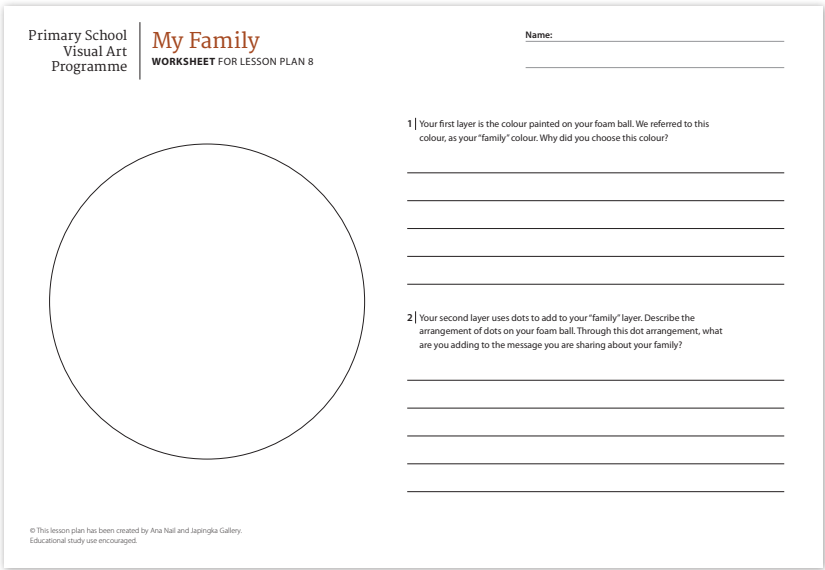 Primary School
Visual Art
Programme
My Family
WORKSHEET FOR LESSON PLAN 8
Name:
1 Your first layer is the colour painted on your foam ball. We referred to this
colour, as your “family” colour. Why did you choose this colour?
2 Your second layer uses dots to add to your “family” layer. Describe the
arrangement of dots on your foam ball. Through this dot arrangement, what
are you adding to the message you are sharing about your family?
© This lesson plan has been created by Ana Nail and Japingka Gallery.
Educational study use encouraged.